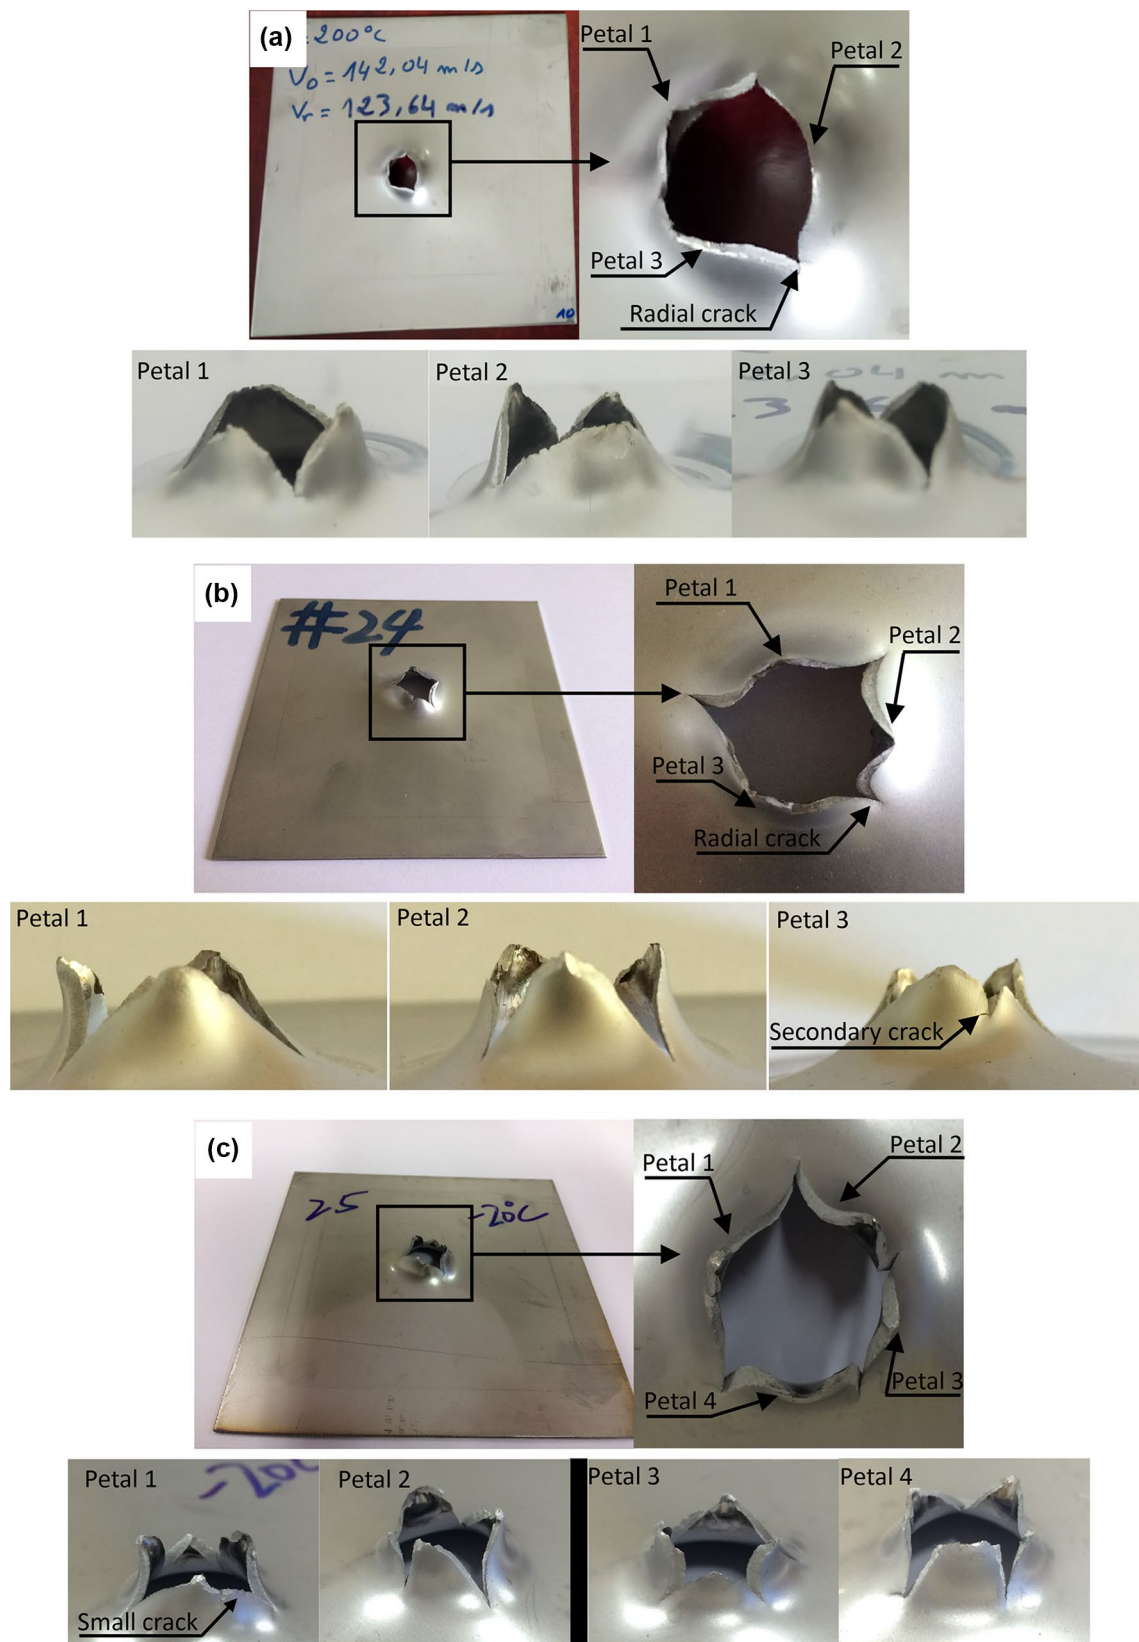 (a)
200°C
V₀ = 142,04 m/s
Vᵣ = 123,64 m/s
10
Petal 1
Petal 2
Petal 3
Radial crack
Petal 1
Petal 2
Petal 3
04 m
3
(b)
#24
Petal 1
Petal 2
Petal 3
Radial crack
Petal 1
Petal 2
Petal 3
Secondary crack
(c)
25
-20°C
Petal 1
Petal 2
Petal 3
Petal 4
Petal 1
Petal 2
Petal 3
Petal 4
-20
Small crack